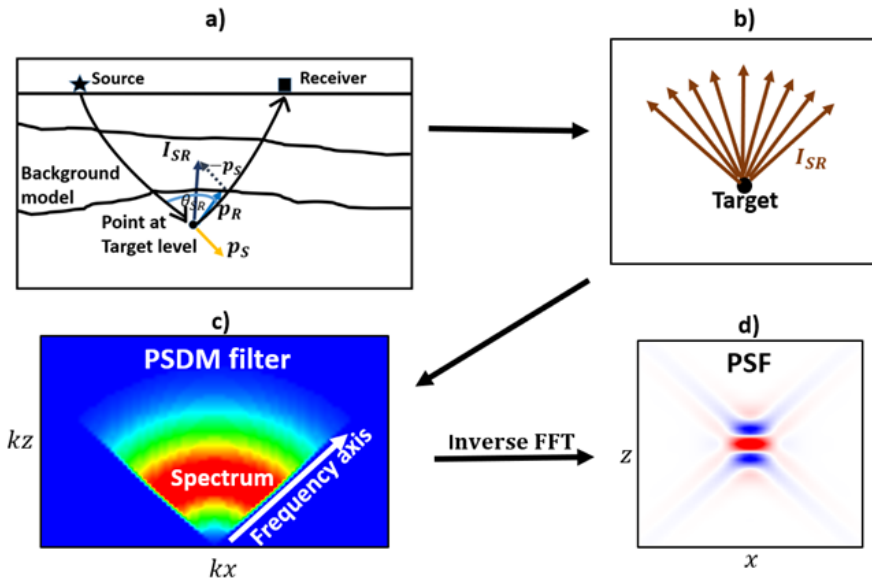 a)
Source
Receiver
I_SR
-p_S
Background
model
θ_SR
p_R
Point at
Target level
p_S
b)
I_SR
Target
c)
PSDM filter
kz
Spectrum
Frequency axis
kx
Inverse FFT
d)
PSF
z
x